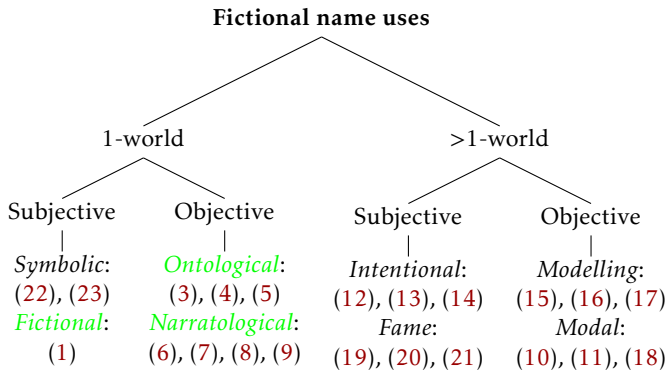 Fictional name uses
1-world >1-world
Subjective Objective Subjective Objective
Symbolic: Ontological: Intentional: Modelling:
(22), (23) (3), (4), (5) (12), (13), (14) (15), (16), (17)
Fictional: Narratological: Fame: Modal:
(1) (6), (7), (8), (9) (19), (20), (21) (10), (11), (18)